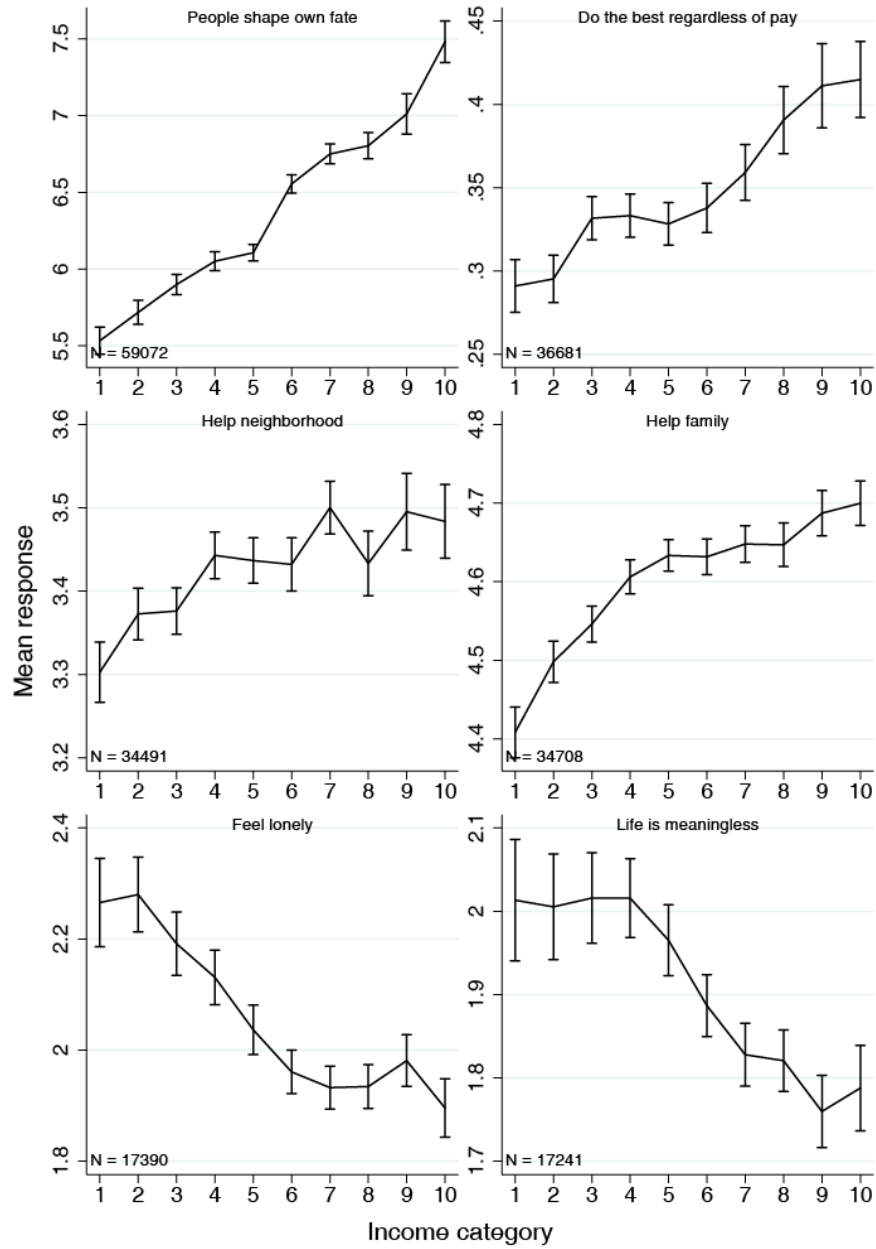 People shape own fate
7.5
7
6.5
6
5.5
N = 59072
1 2 3 4 5 6 7 8 9 10
Do the best regardless of pay
.45
.4
.35
.3
.25
N = 36681
1 2 3 4 5 6 7 8 9 10
Help neighborhood
3.6
3.5
3.4
3.3
3.2
N = 34491
1 2 3 4 5 6 7 8 9 10
Help family
4.8
4.7
4.6
4.5
4.4
N = 34708
1 2 3 4 5 6 7 8 9 10
Mean response
Feel lonely
2.4
2.2
2
1.8
N = 17390
1 2 3 4 5 6 7 8 9 10
Life is meaningless
2.1
2
1.9
1.8
1.7
N = 17241
1 2 3 4 5 6 7 8 9 10
Income category